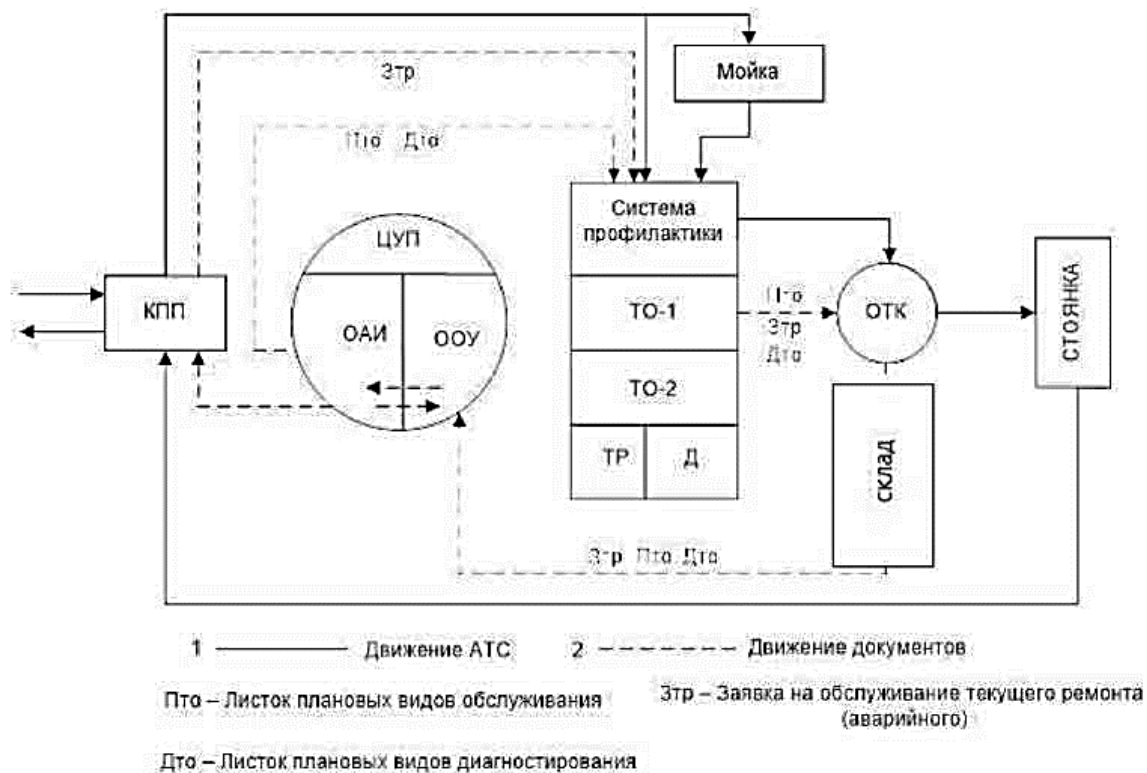 Мойка
Зтр
Пто Дто
Система
профилактики
ЦУП
СТОЯНКА
КПП
ОАИ
ООУ
ТО-1
Пто
Зтр
Дто
ОТК
ТО-2
ТР
Д
СКЛАД
Зтр Пто Дто
1 Движение АТС 2 Движение документов
Пто – Листок плановых видов обслуживания
Зтр – Заявка на обслуживание текущего ремонта
(аварийного)
Дто – Листок плановых видов диагностирования